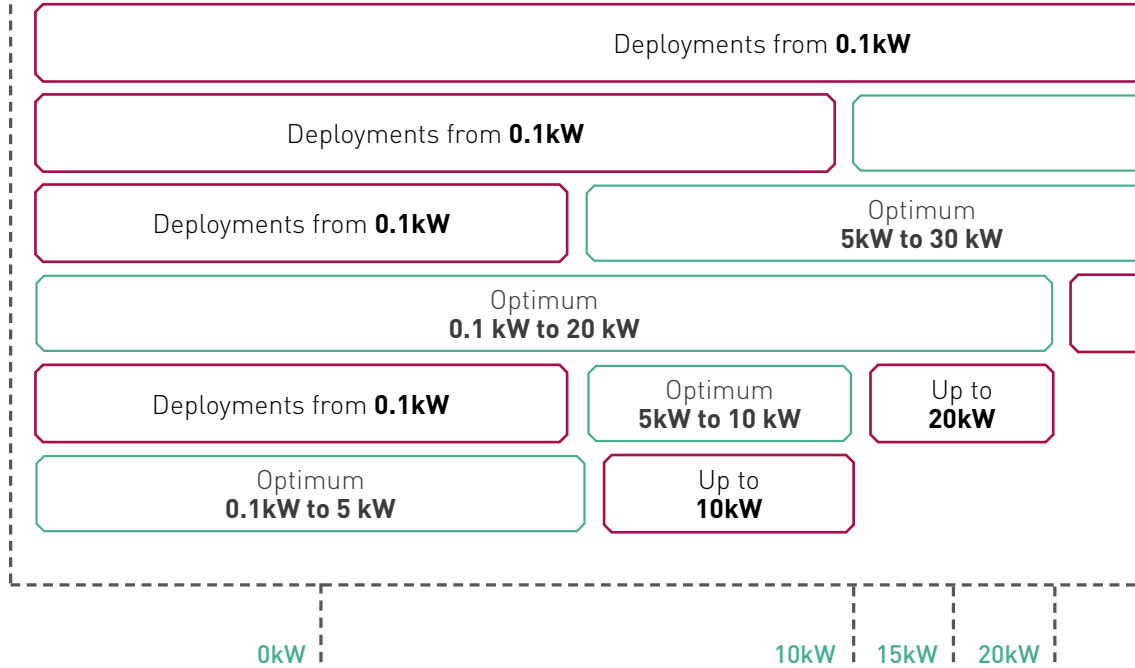 Deployments from 0.1kW
Deployments from 0.1kW
Deployments from 0.1kW
Optimum
5kW to 30 kW
Optimum
0.1 kW to 20 kW
Deployments from 0.1kW
Optimum
5kW to 10 kW
Up to
20kW
Optimum
0.1kW to 5 kW
Up to
10kW
0kW
10kW
15kW
20kW